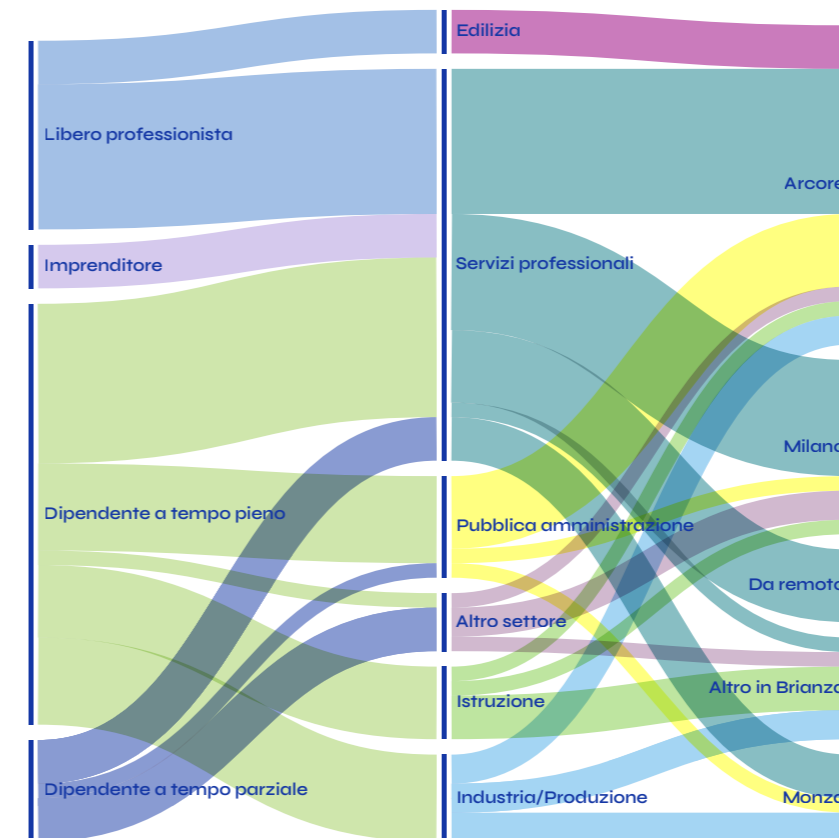 Edilizia
Libero professionista
Arcore
Servizi professionali
Imprenditore
Milano
Dipendente a tempo pieno
Pubblica amministrazione
Da remoto
Altro settore
Altro in Brianza
Istruzione
Dipendente a tempo parziale
Industria/Produzione
Monza